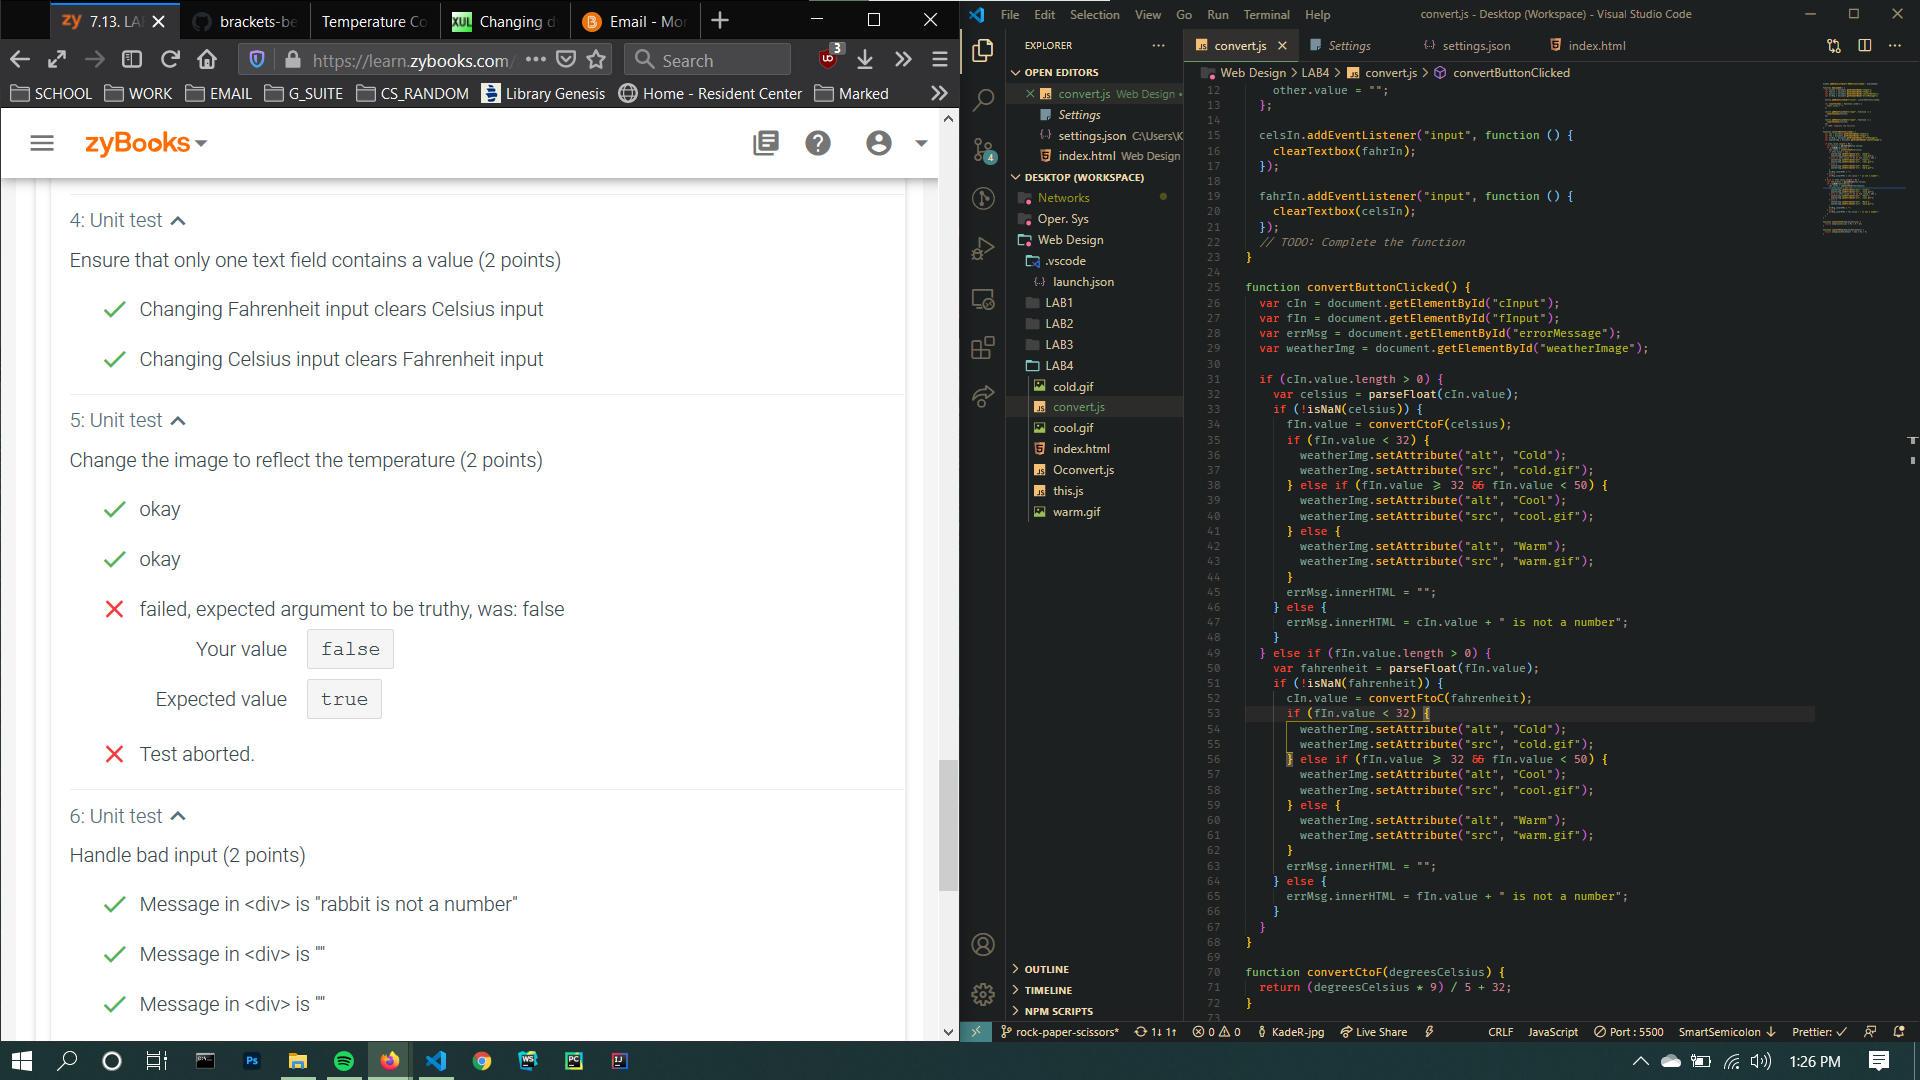 7.13. LA
brackets-be
Temperature Co
Changing d
Email - Mor
https://learn.zybooks.com/
Search
3
SCHOOL
WORK
EMAIL
G_SUITE
CS_RANDOM
Library Genesis
Home - Resident Center
Marked
zyBooks
4: Unit test
Ensure that only one text field contains a value (2 points)
Changing Fahrenheit input clears Celsius input
Changing Celsius input clears Fahrenheit input
5: Unit test
Change the image to reflect the temperature (2 points)
okay
okay
failed, expected argument to be truthy, was: false
Your value false
Expected value true
Test aborted.
6: Unit test
Handle bad input (2 points)
Message in <div> is "rabbit is not a number"
Message in <div> is ""
Message in <div> is ""
File Edit Selection View Go Run Terminal Help
convert.js - Desktop (Workspace) - Visual Studio Code
EXPLORER
OPEN EDITORS
convert.js Web Design •
Settings
settings.json C:\Users\K
index.html Web Design
DESKTOP (WORKSPACE)
Networks
Oper. Sys
Web Design
.vscode
launch.json
LAB1
LAB2
LAB3
LAB4
cold.gif
convert.js
cool.gif
index.html
Oconvert.js
this.js
warm.gif
OUTLINE
TIMELINE
NPM SCRIPTS
4
convert.js
Settings
settings.json
index.html
Web Design > LAB4 > convert.js > convertButtonClicked
12 other.value = "";
13 };
14
15 celsIn.addEventListener("input", function () {
16 clearTextbox(fahrIn);
17 });
18
19 fahrIn.addEventListener("input", function () {
20 clearTextbox(celsIn);
21 });
22 // TODO: Complete the function
23 }
24
25 function convertButtonClicked() {
26 var cIn = document.getElementById("cInput");
27 var fIn = document.getElementById("fInput");
28 var errMsg = document.getElementById("errorMessage");
29 var weatherImg = document.getElementById("weatherImage");
30
31 if (cIn.value.length > 0) {
32 var celsius = parseFloat(cIn.value);
33 if (!isNaN(celsius)) {
34 fIn.value = convertCtoF(celsius);
35 if (fIn.value < 32) {
36 weatherImg.setAttribute("alt", "Cold");
37 weatherImg.setAttribute("src", "cold.gif");
38 } else if (fIn.value ⩾ 32 && fIn.value < 50) {
39 weatherImg.setAttribute("alt", "Cool");
40 weatherImg.setAttribute("src", "cool.gif");
41 } else {
42 weatherImg.setAttribute("alt", "Warm");
43 weatherImg.setAttribute("src", "warm.gif");
44 }
45 errMsg.innerHTML = "";
46 } else {
47 errMsg.innerHTML = cIn.value + " is not a number";
48 }
49 } else if (fIn.value.length > 0) {
50 var fahrenheit = parseFloat(fIn.value);
51 if (!isNaN(fahrenheit)) {
52 cIn.value = convertFtoC(fahrenheit);
53 if (fIn.value < 32) {
54 weatherImg.setAttribute("alt", "Cold");
55 weatherImg.setAttribute("src", "cold.gif");
56 } else if (fIn.value ⩾ 32 && fIn.value < 50) {
57 weatherImg.setAttribute("alt", "Cool");
58 weatherImg.setAttribute("src", "cool.gif");
59 } else {
60 weatherImg.setAttribute("alt", "Warm");
61 weatherImg.setAttribute("src", "warm.gif");
62 }
63 errMsg.innerHTML = "";
64 } else {
65 errMsg.innerHTML = fIn.value + " is not a number";
66 }
67 }
68 }
69
70 function convertCtoF(degreesCelsius) {
71 return (degreesCelsius * 9) / 5 + 32;
72 }
73
rock-paper-scissors* 1↓ 1↑ 0 0 KadeR-jpg Live Share CRLF JavaScript Port : 5500 SmartSemicolon ↓ Prettier: ✓
1:26 PM